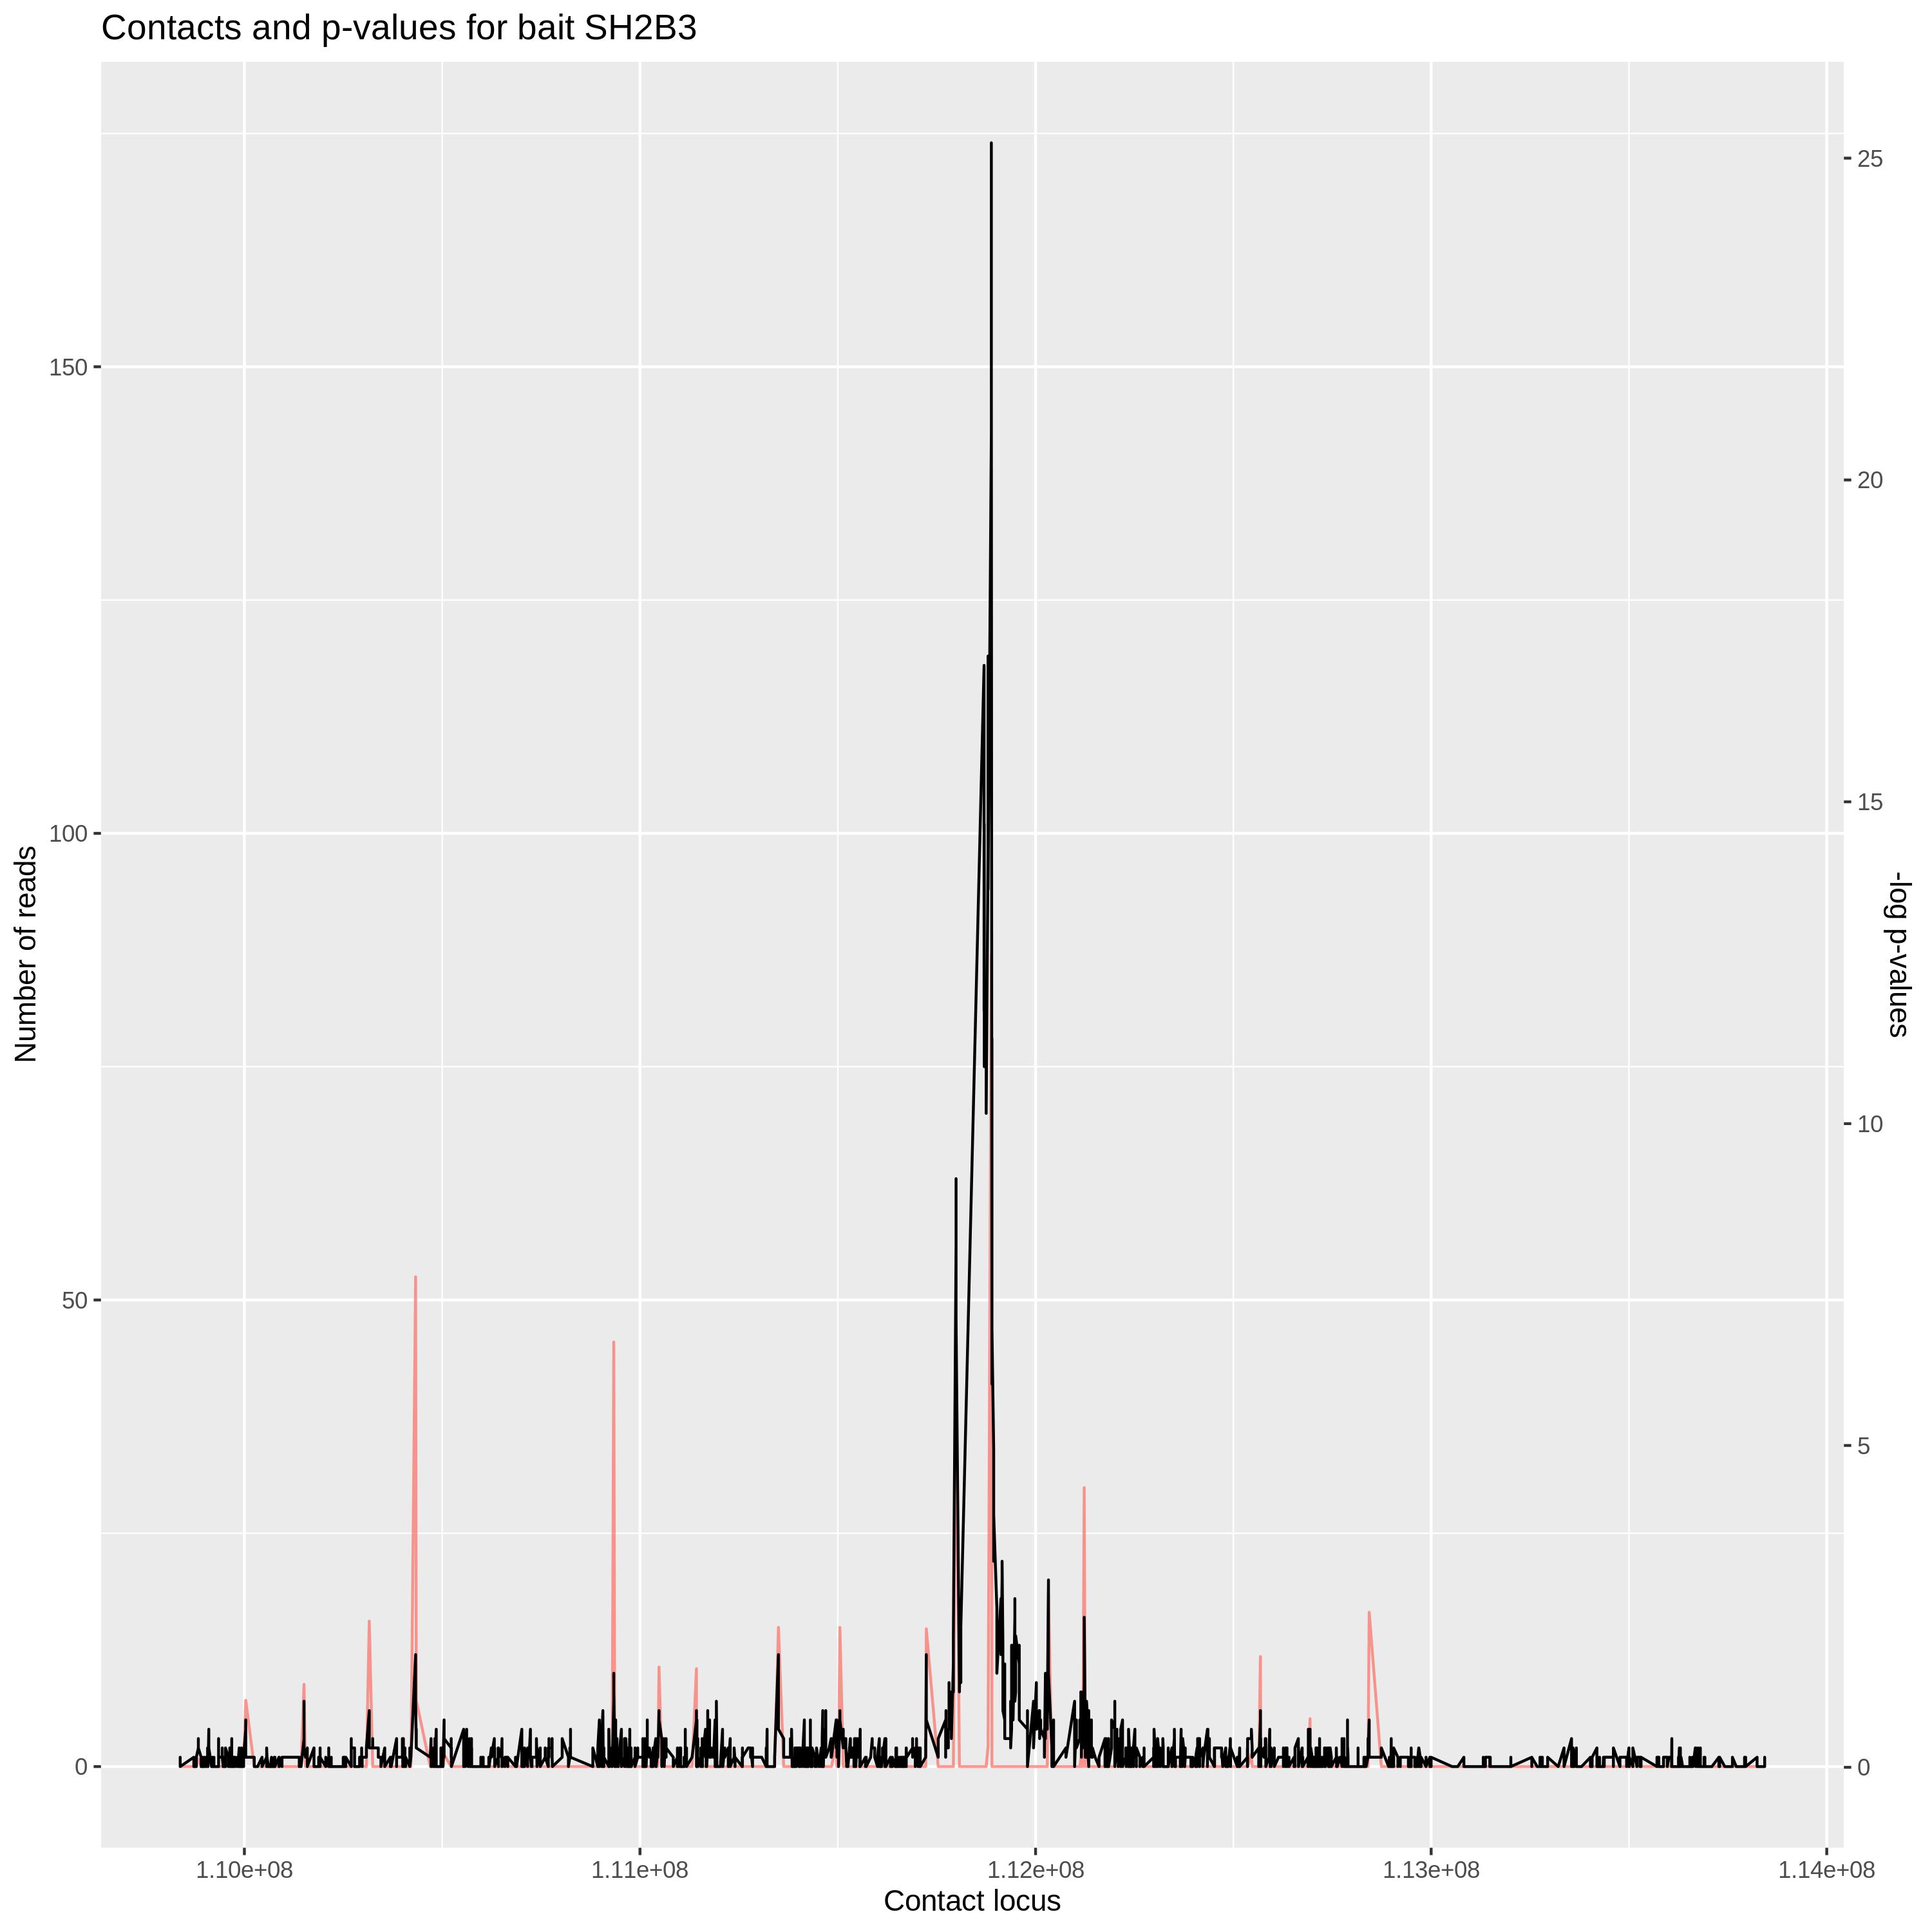 Contacts and p-values for bait SH2B3
Number of reads
150
100
50
0
25
20
15
10
5
0
-log p-values
1.10e+08 1.11e+08 1.12e+08 1.13e+08 1.14e+08
Contact locus